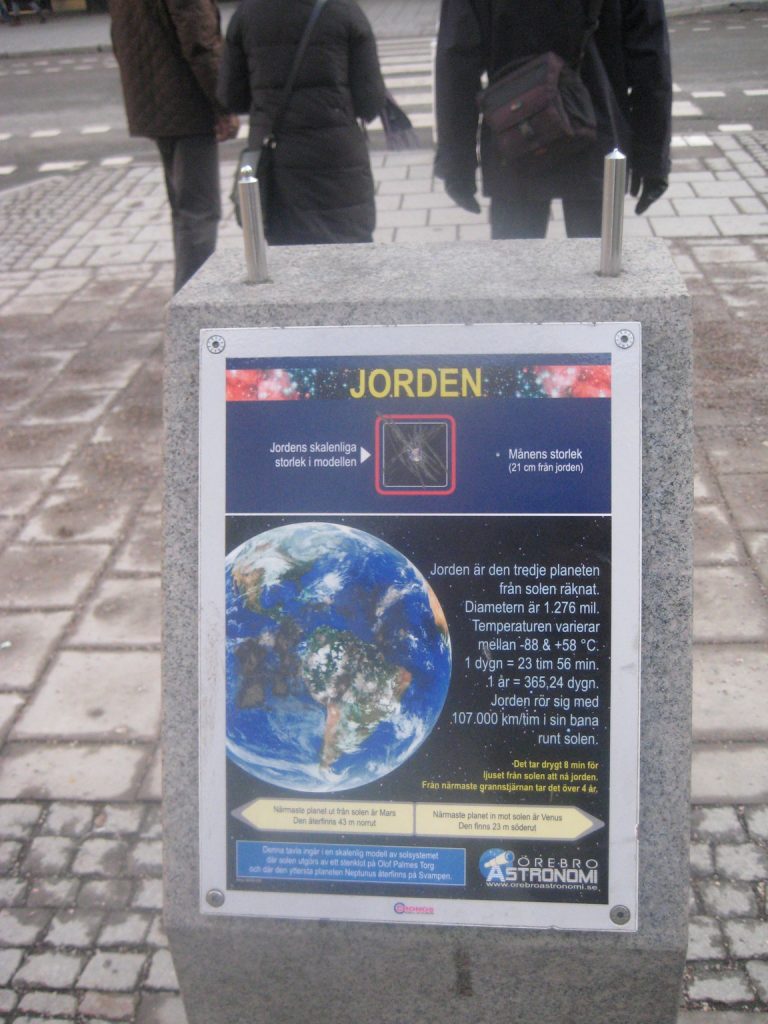 JORDEN
Jordens skalenliga
storlek i modellen
Månens storlek
(21 cm från jorden)
Jorden är den tredje planeten
från solen räknat.
Diametern är 1.276 mil.
Temperaturen varierar
mellan -88 & +58 °C.
1 dygn = 23 tim 56 min.
1 år = 365,24 dygn.
Jorden rör sig med
107.000 km/tim i sin bana
runt solen.
Det tar drygt 8 min för
ljuset från solen att nå jorden.
Från närmaste grannstjärnan tar det över 4 år.
Närmaste planet ut från solen är Mars
Den återfinns 43 m norrut
Närmaste planet in mot solen är Venus
Den finns 23 m söderut
Denna tavla ingår i en skalenlig modell av solsystemet
där solen utgörs av ett stenklot på Olof Palmes Torg
och där den yttersta planeten Neptunus återfinns på Svampen.
ÖREBRO
ASTRONOMI
www.orebroastronomi.se